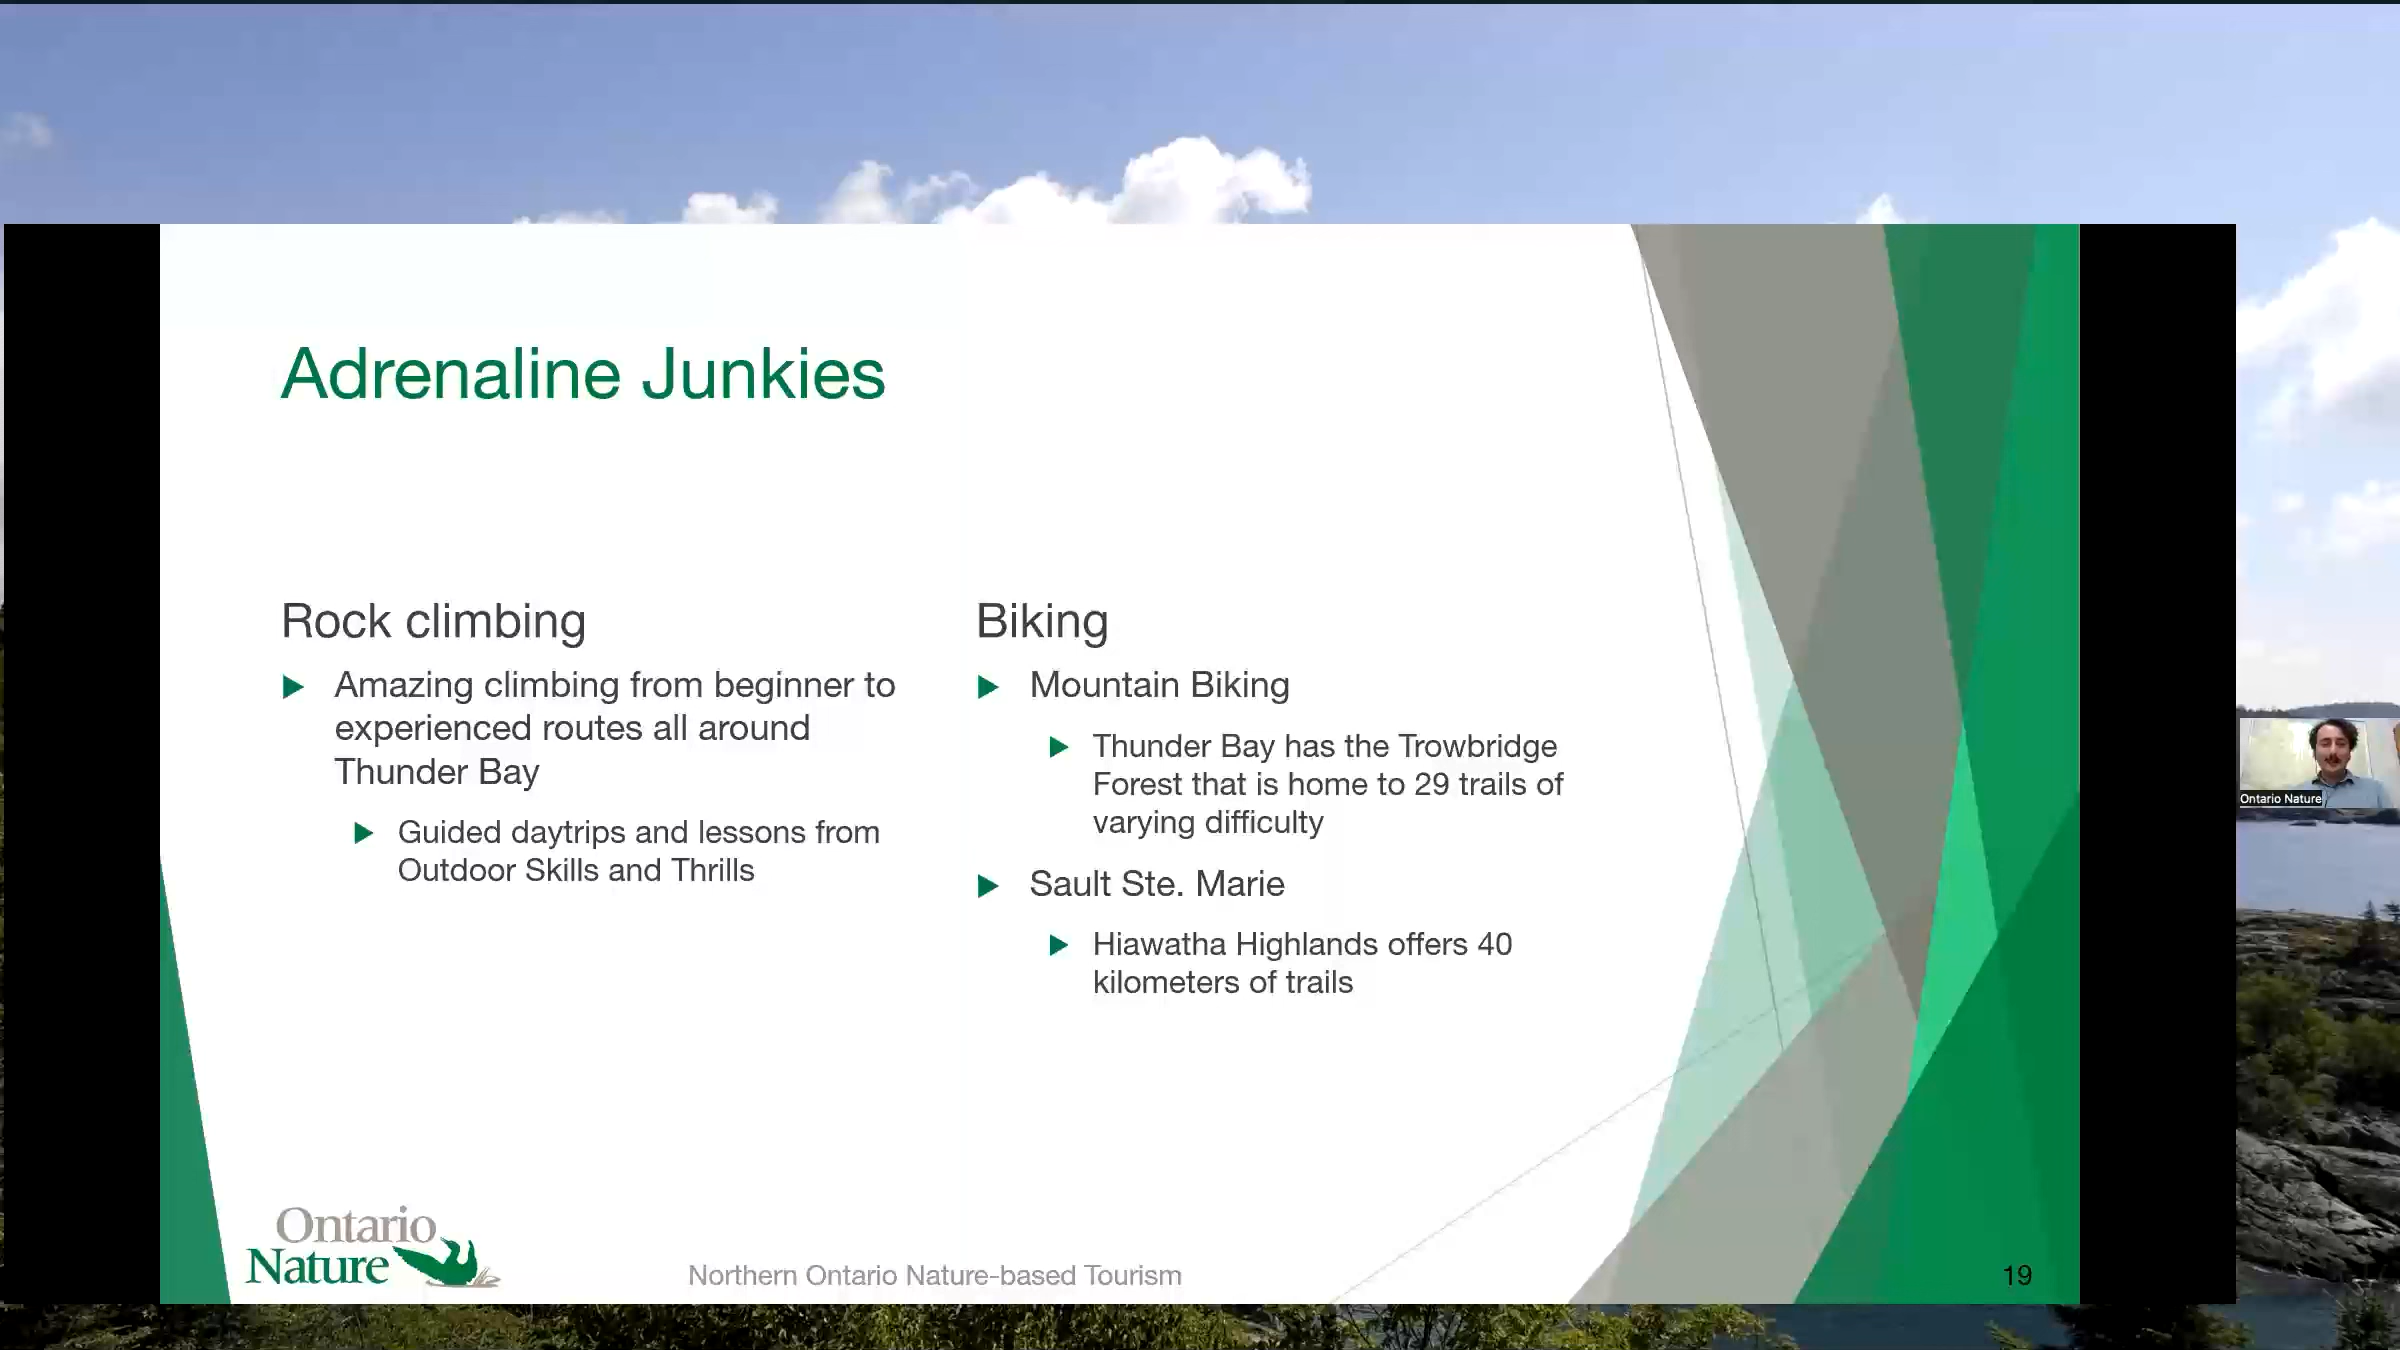 Adrenaline Junkies
Rock climbing
Amazing climbing from beginner to
experienced routes all around
Thunder Bay
Guided daytrips and lessons from
Outdoor Skills and Thrills
Biking
Mountain Biking
Thunder Bay has the Trowbridge
Forest that is home to 29 trails of
varying difficulty
Sault Ste. Marie
Hiawatha Highlands offers 40
kilometers of trails
Ontario Nature
Ontario
Nature
Northern Ontario Nature-based Tourism
19